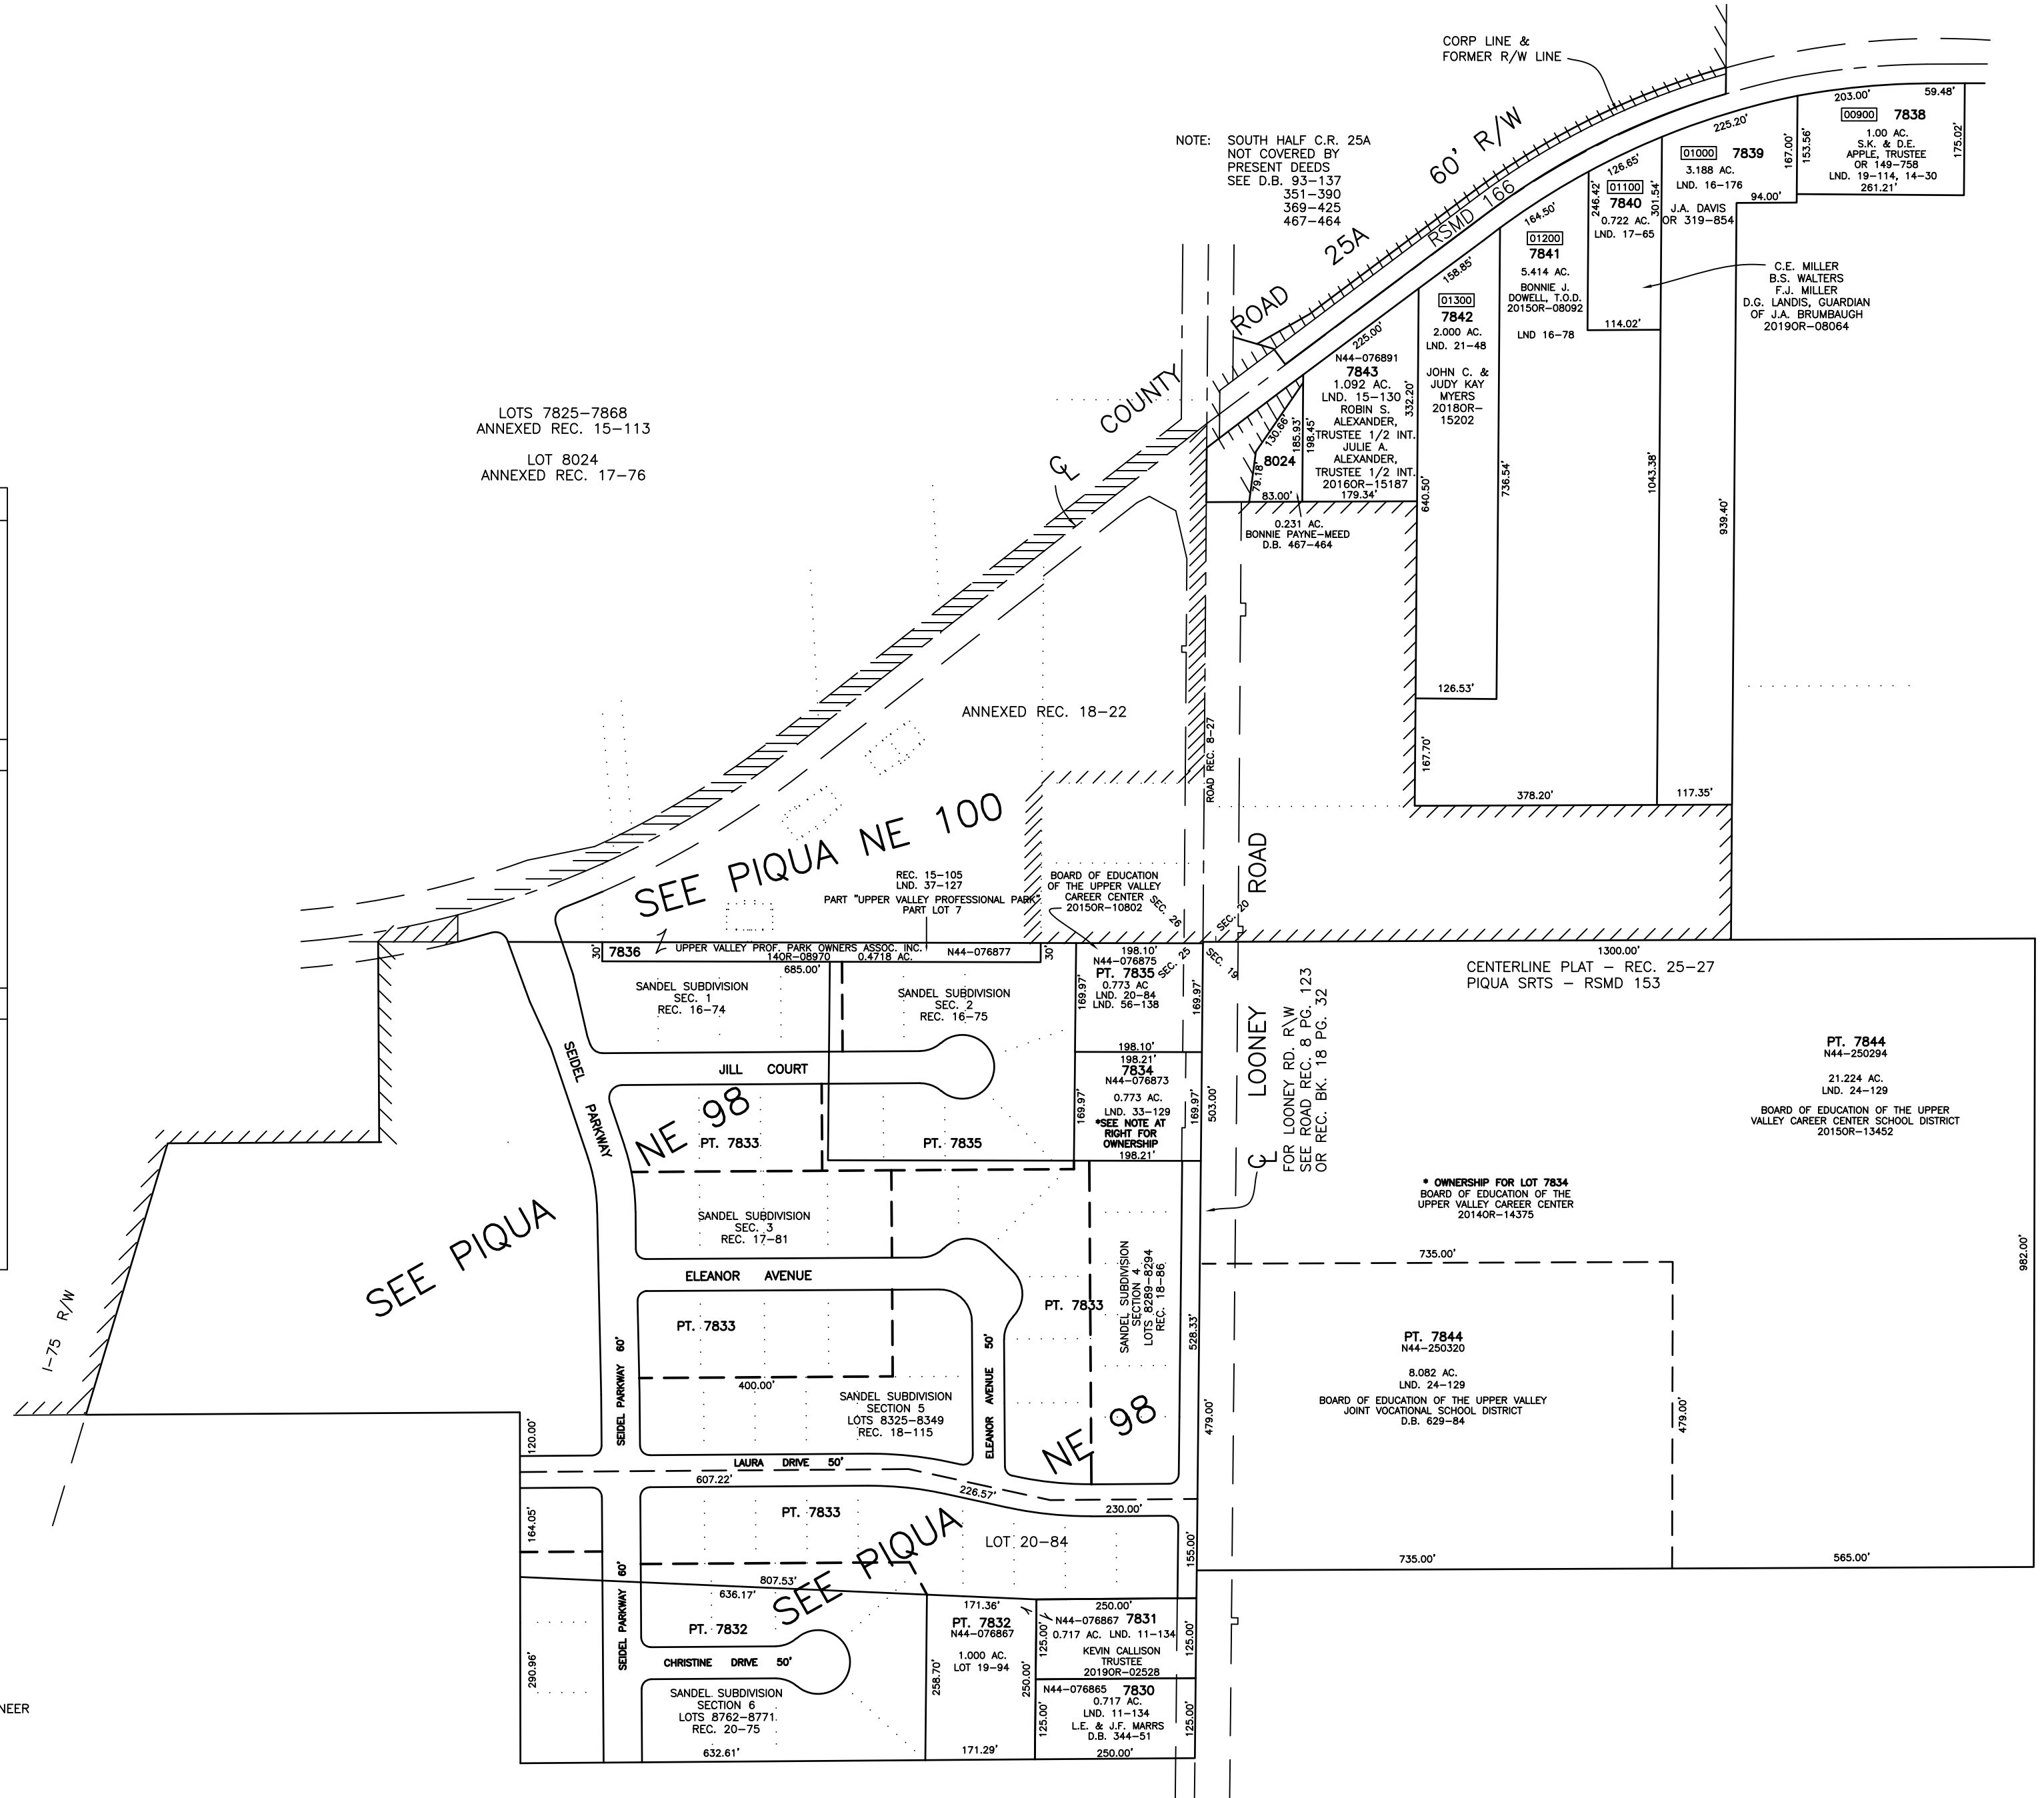 CORP LINE &
FORMER R/W LINE
NOTE: SOUTH HALF C.R. 25A
NOT COVERED BY
PRESENT DEEDS
SEE D.B. 93-137
351-390
369-425
467-464
60' R/W
RSMD 166
COUNTY ROAD 25A
203.00'
59.48'
00900 7838
1.00 AC.
S.K. & D.E.
APPLE, TRUSTEE
OR 149-758
LND. 19-114, 14-30
261.21'
153.56'
175.02'
225.20'
167.00'
01000 7839
3.188 AC.
LND. 16-176
94.00'
J.A. DAVIS
OR 319-854
126.65'
246.42'
301.54'
01100
7840
0.722 AC.
LND. 17-65
114.02'
C.E. MILLER
B.S. WALTERS
F.J. MILLER
D.G. LANDIS, GUARDIAN
OF J.A. BRUMBAUGH
2019OR-08064
164.50'
01200
7841
5.414 AC.
BONNIE J.
DOWELL, T.O.D.
2015OR-08092
LND 16-78
158.85'
01300
7842
2.000 AC.
LND. 21-48
JOHN C. &
JUDY KAY
MYERS
2018OR-
15202
225.00'
N44-076891
7843
1.092 AC.
LND. 15-130
ROBIN S.
ALEXANDER,
TRUSTEE 1/2 INT.
JULIE A.
ALEXANDER,
TRUSTEE 1/2 INT.
2016OR-15187
179.34'
332.20'
130.66'
185.93'
198.45'
79.18'
8024
83.00'
0.231 AC.
BONNIE PAYNE-MEED
D.B. 467-464
640.50'
736.54'
1043.38'
939.40'
126.53'
167.70'
378.20'
117.35'
LOTS 7825-7868
ANNEXED REC. 15-113
LOT 8024
ANNEXED REC. 17-76
CL
ANNEXED REC. 18-22
ROAD REC. 8-27
SEE PIQUA NE 100
REC. 15-105
LND. 37-127
PART "UPPER VALLEY PROFESSIONAL PARK"
PART LOT 7
BOARD OF EDUCATION
OF THE UPPER VALLEY
CAREER CENTER
2015OR-10802
SEC. 26
SEC. 20
SEC. 25
SEC. 19
LOONEY ROAD
CL
FOR LOONEY RD. R\W
SEE ROAD REC. 8 PG. 123
OR REC. BK. 18 PG. 32
30'
7836
UPPER VALLEY PROF. PARK OWNERS ASSOC. INC.
14OR-08970 0.4718 AC.
N44-076877
30'
685.00'
198.10'
N44-076875
PT. 7835
0.773 AC
LND. 20-84
LND. 56-138
169.97'
169.97'
198.10'
198.21'
7834
N44-076873
0.773 AC.
LND. 33-129
*SEE NOTE AT
RIGHT FOR
OWNERSHIP
198.21'
169.97'
169.97'
503.00'
1300.00'
CENTERLINE PLAT - REC. 25-27
PIQUA SRTS - RSMD 153
PT. 7844
N44-250294
21.224 AC.
LND. 24-129
BOARD OF EDUCATION OF THE UPPER
VALLEY CAREER CENTER SCHOOL DISTRICT
2015OR-13452
* OWNERSHIP FOR LOT 7834
BOARD OF EDUCATION OF THE
UPPER VALLEY CAREER CENTER
2014OR-14375
735.00'
982.00'
PT. 7844
N44-250320
8.082 AC.
LND. 24-129
BOARD OF EDUCATION OF THE UPPER VALLEY
JOINT VOCATIONAL SCHOOL DISTRICT
D.B. 629-84
479.00'
479.00'
735.00'
565.00'
SANDEL SUBDIVISION
SEC. 1
REC. 16-74
SANDEL SUBDIVISION
SEC. 2
REC. 16-75
SEIDEL PARKWAY
JILL COURT
NE 98
PT. 7833
PT. 7835
SEE PIQUA
I-75 R/W
SANDEL SUBDIVISION
SEC. 3
REC. 17-81
ELEANOR AVENUE
PT. 7833
PT. 7833
SANDEL SUBDIVISION
SECTION 4
LOTS 8289-8294
REC. 18-86
528.33'
SEIDEL PARKWAY 60'
ELEANOR AVENUE 50'
400.00'
SANDEL SUBDIVISION
SECTION 5
LOTS 8325-8349
REC. 18-115
NE 98
120.00'
LAURA DRIVE 50'
607.22'
226.57'
230.00'
164.05'
PT. 7833
SEE PIQUA
LOT 20-84
155.00'
SEIDEL PARKWAY 60'
807.53'
636.17'
PT. 7832
CHRISTINE DRIVE 50'
290.96'
SANDEL SUBDIVISION
SECTION 6
LOTS 8762-8771
REC. 20-75
632.61'
171.36'
PT. 7832
N44-076867
1.000 AC.
LOT 19-94
258.70'
250.00'
171.29'
250.00'
N44-076867 7831
0.717 AC. LND. 11-134
KEVIN CALLISON
TRUSTEE
2019OR-02528
125.00'
125.00'
N44-076865 7830
0.717 AC.
LND. 11-134
L.E. & J.F. MARRS
D.B. 344-51
125.00'
125.00'
250.00'
NEER